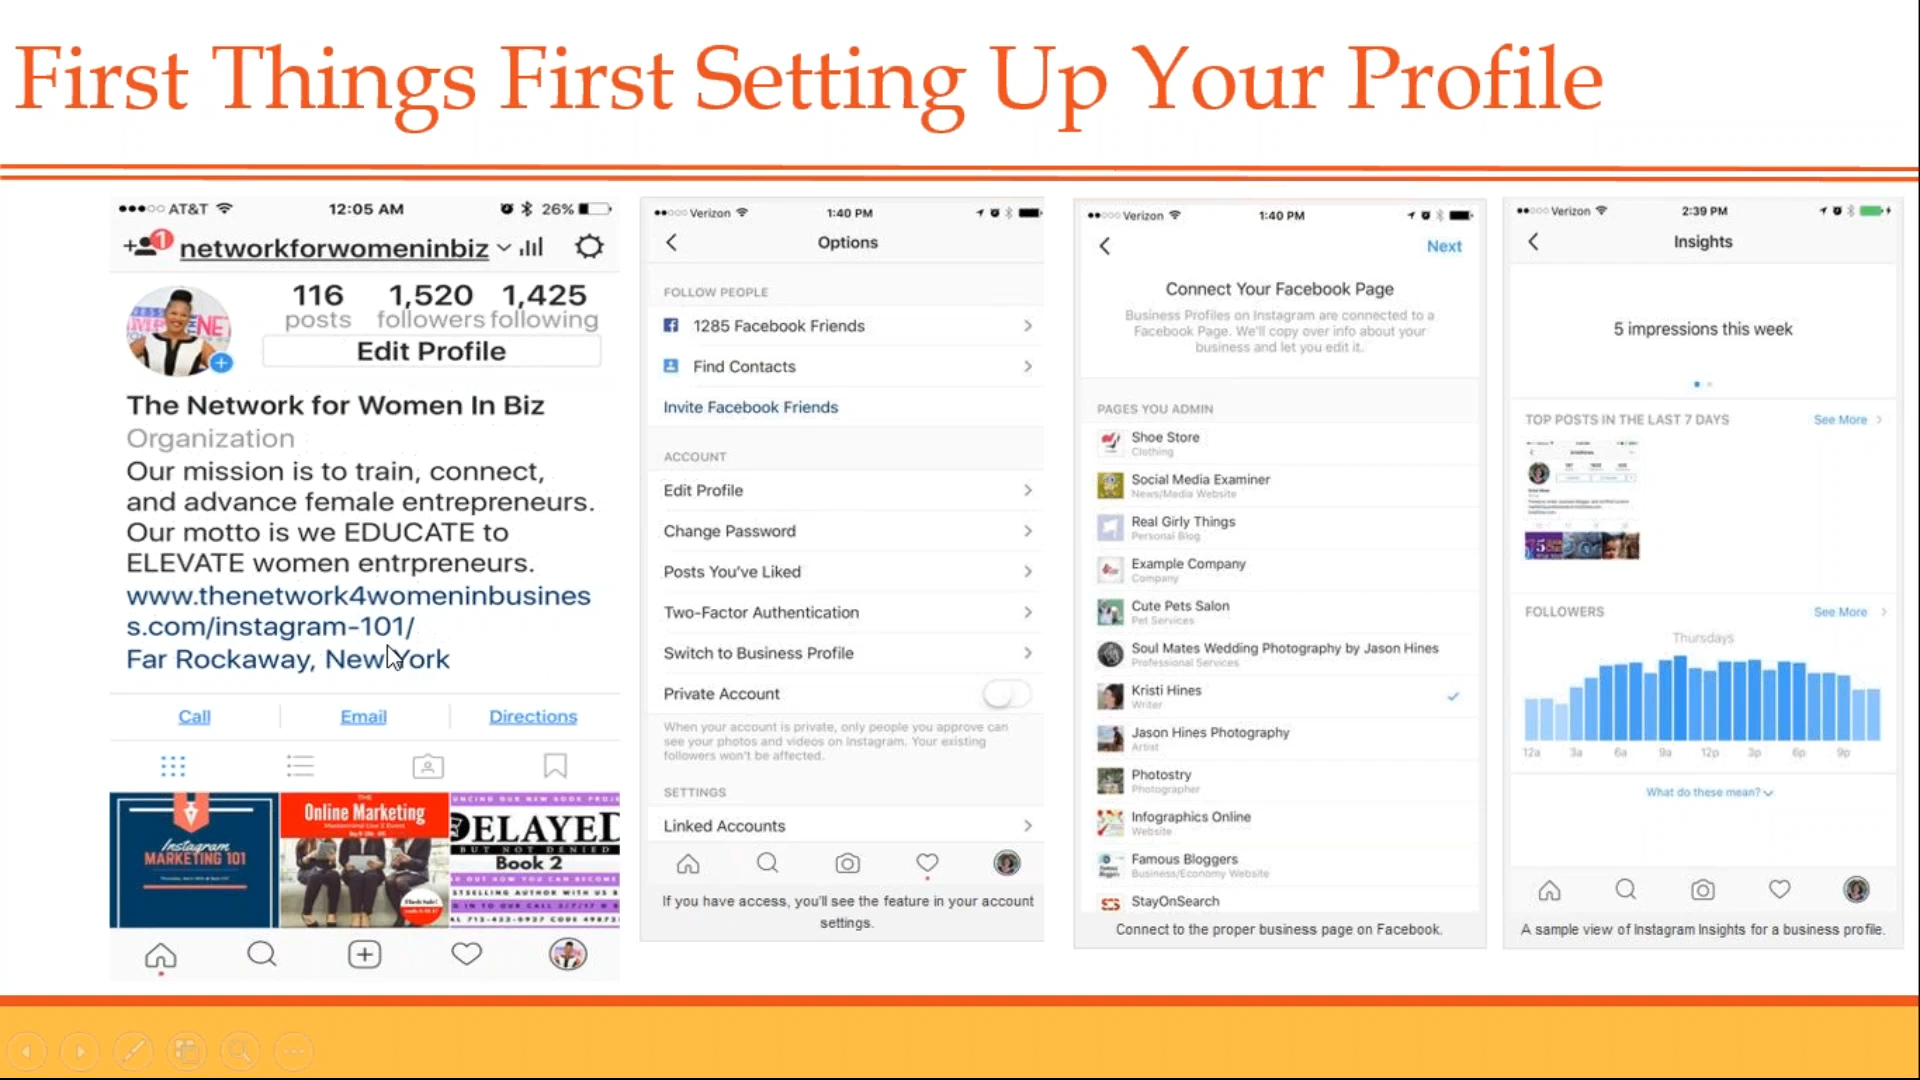 First Things First Setting Up Your Profile
AT&T 12:05 AM 26%
1 networkforwomeninbiz
116 1,520 1,425
posts followers following
Edit Profile
The Network for Women In Biz
Organization
Our mission is to train, connect,
and advance female entrepreneurs.
Our motto is we EDUCATE to
ELEVATE women entrpreneurs.
www.thenetwork4womeninbusines
s.com/instagram-101/
Far Rockaway, New York
Call Email Directions
Instagram
MARKETING 101
Online Marketing
DELAYED
BUT NOT DENIED
Book 2
Verizon 1:40 PM
Options
FOLLOW PEOPLE
1285 Facebook Friends
Find Contacts
Invite Facebook Friends
ACCOUNT
Edit Profile
Change Password
Posts You've Liked
Two-Factor Authentication
Switch to Business Profile
Private Account
When your account is private, only people you approve can
see your photos and videos on Instagram. Your existing
followers won't be affected.
SETTINGS
Linked Accounts
If you have access, you'll see the feature in your account
settings.
Verizon 1:40 PM
Next
Connect Your Facebook Page
Business Profiles on Instagram are connected to a
Facebook Page. We'll copy over info about your
business and let you edit it.
PAGES YOU ADMIN
Shoe Store
Clothing
Social Media Examiner
News/Media Website
Real Girly Things
Personal Blog
Example Company
Company
Cute Pets Salon
Pet Services
Soul Mates Wedding Photography by Jason Hines
Professional Services
Kristi Hines
Writer
Jason Hines Photography
Artist
Photostry
Photographer
Infographics Online
Website
Famous Bloggers
Business/Economy Website
StayOnSearch
Connect to the proper business page on Facebook.
Verizon 2:39 PM
Insights
5 impressions this week
TOP POSTS IN THE LAST 7 DAYS See More
FOLLOWERS See More
Thursdays
12a 3a 6a 9a 12p 3p 6p 9p
What do these mean?
A sample view of Instagram Insights for a business profile.